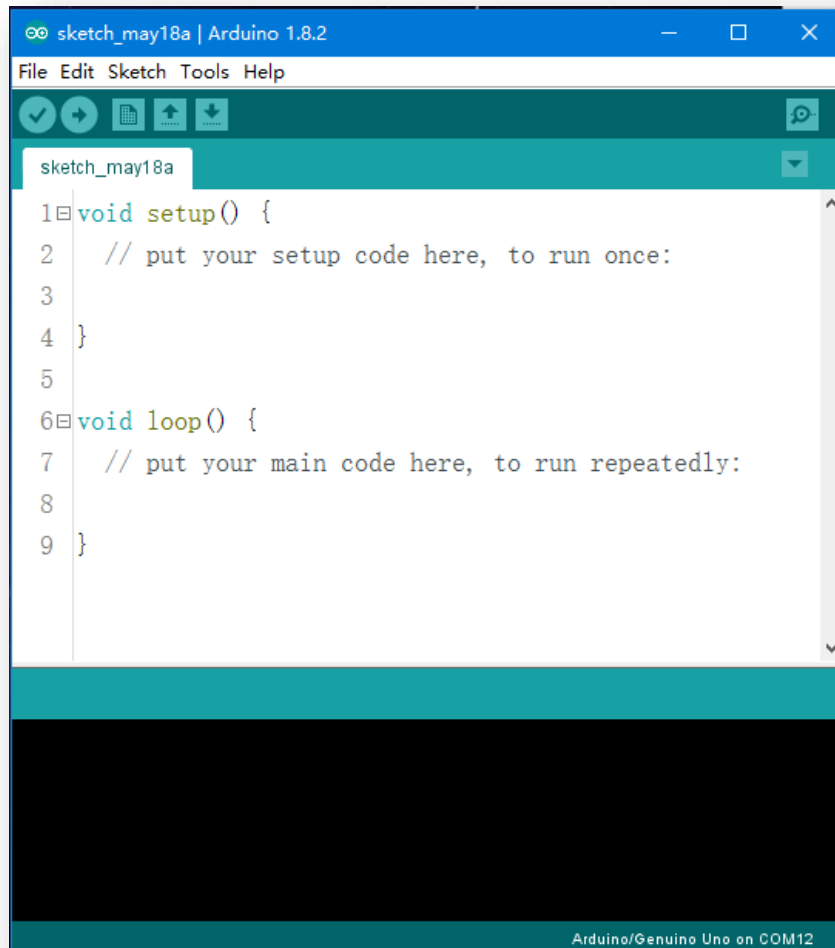 sketch_may18a | Arduino 1.8.2
File Edit Sketch Tools Help
sketch_may18a
1 void setup() {
2   // put your setup code here, to run once:
3
4 }
5
6 void loop() {
7   // put your main code here, to run repeatedly:
8
9 }
Arduino/Genuino Uno on COM12